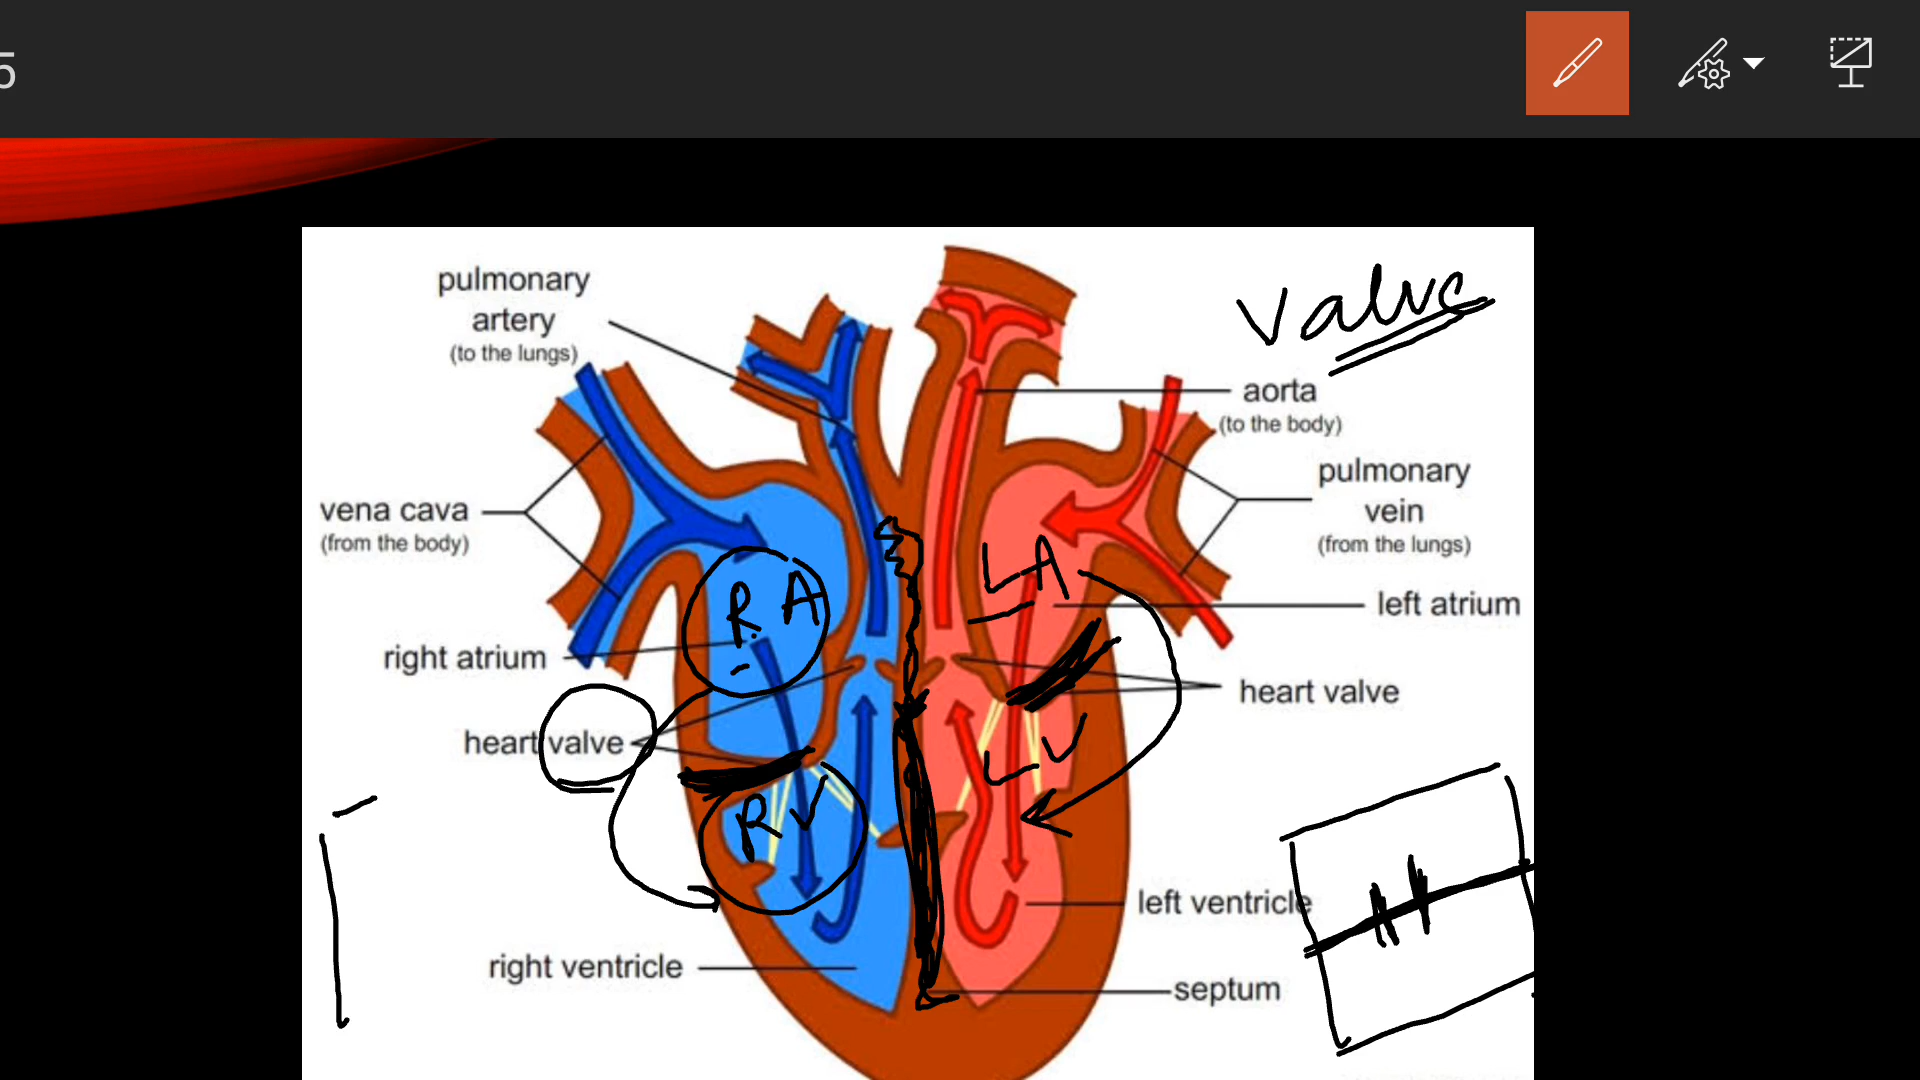 5
Valve
pulmonary
artery
(to the lungs)
aorta
(to the body)
pulmonary
vein
(from the lungs)
vena cava
(from the body)
LA
R A
left atrium
right atrium
heart valve
heart valve
LV
RV
left ventricle
right ventricle
septum